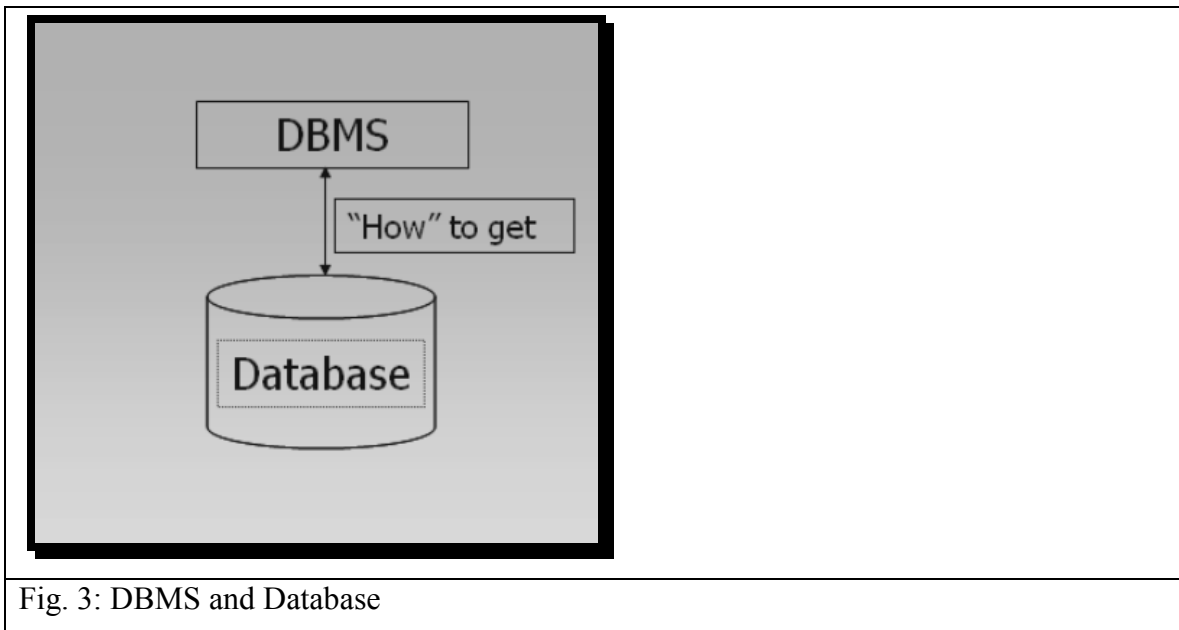 DBMS
“How” to get
Database
Fig. 3: DBMS and Database